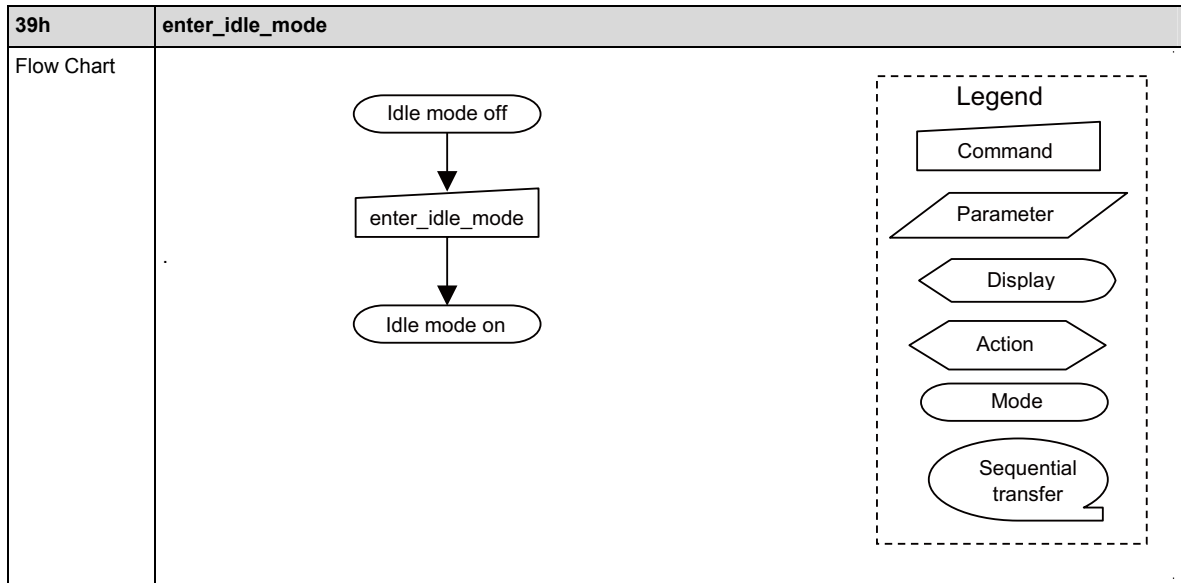 39h enter_idle_mode
Flow Chart
Idle mode off
enter_idle_mode
Idle mode on
Legend
Command
Parameter
Display
Action
Mode
Sequential
transfer